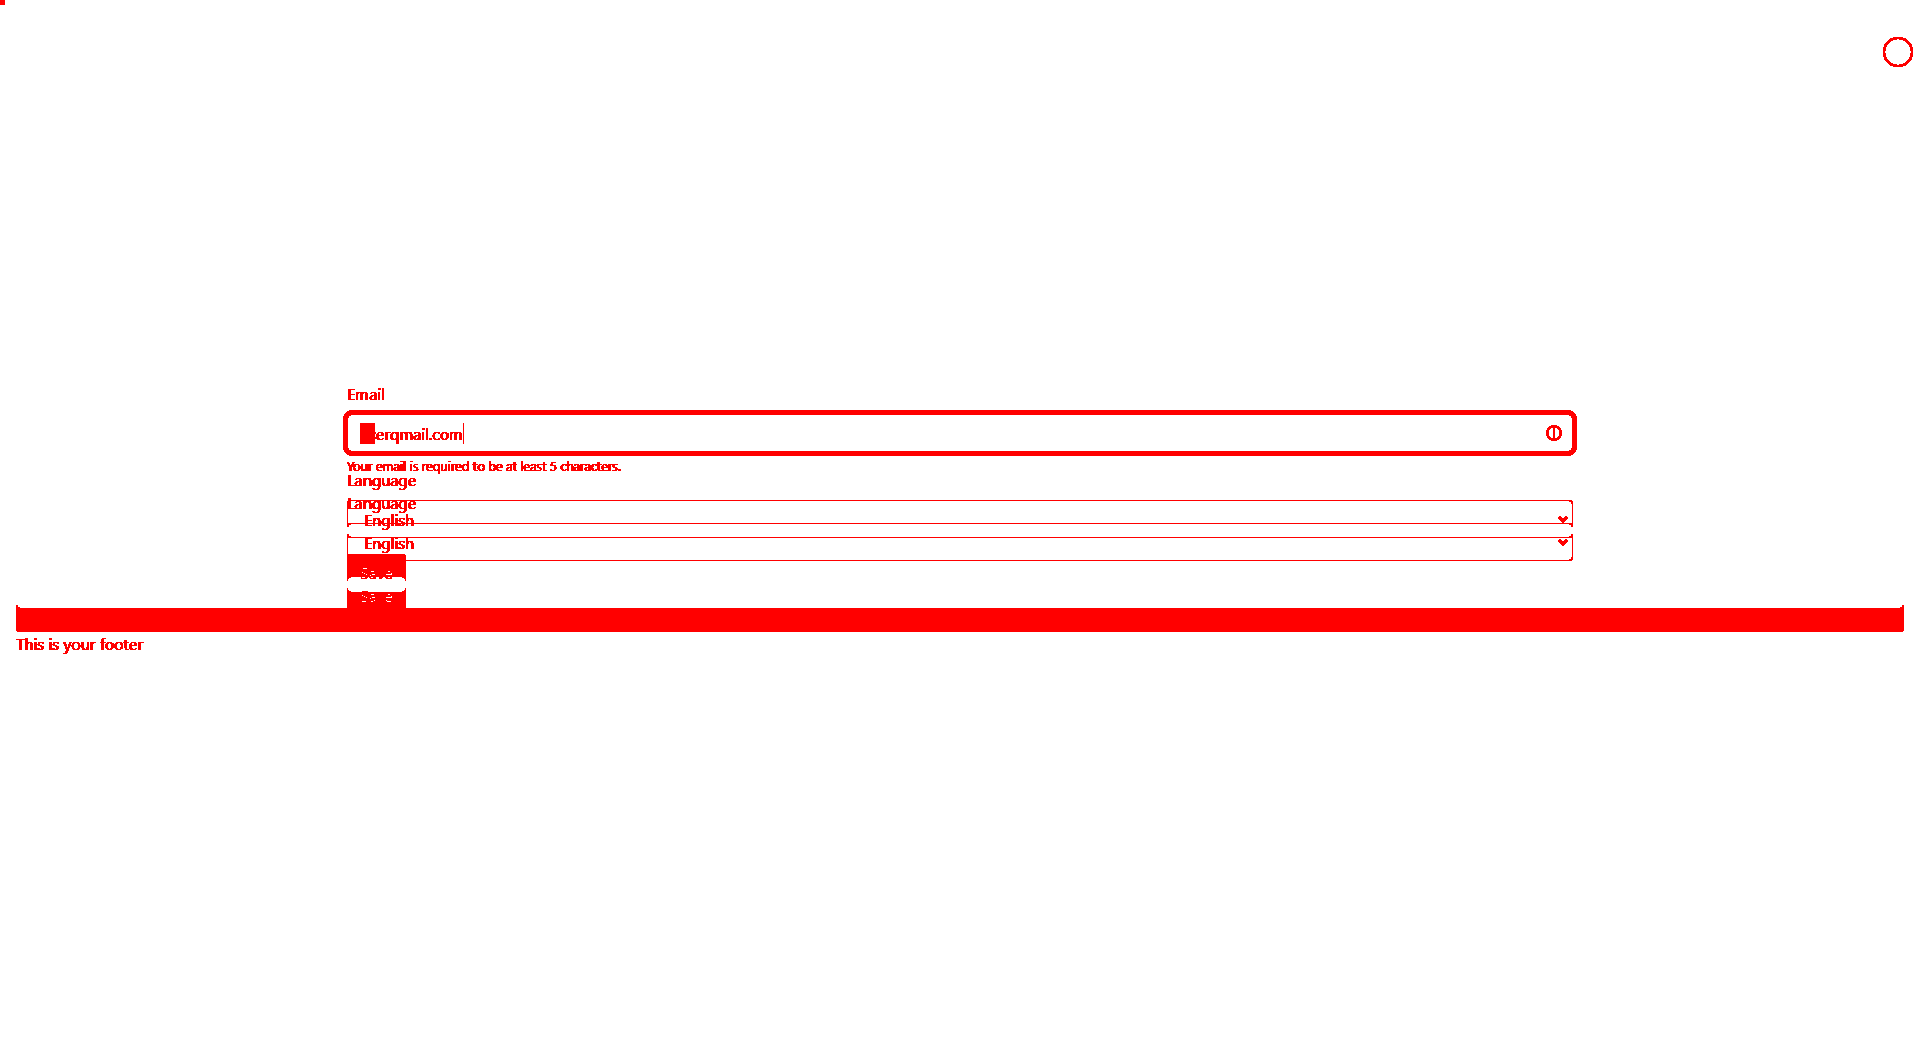 Email
erqmail.com
Your email is required to be at least 5 characters.
Language
Language
English
English
Save
Save
This is your footer